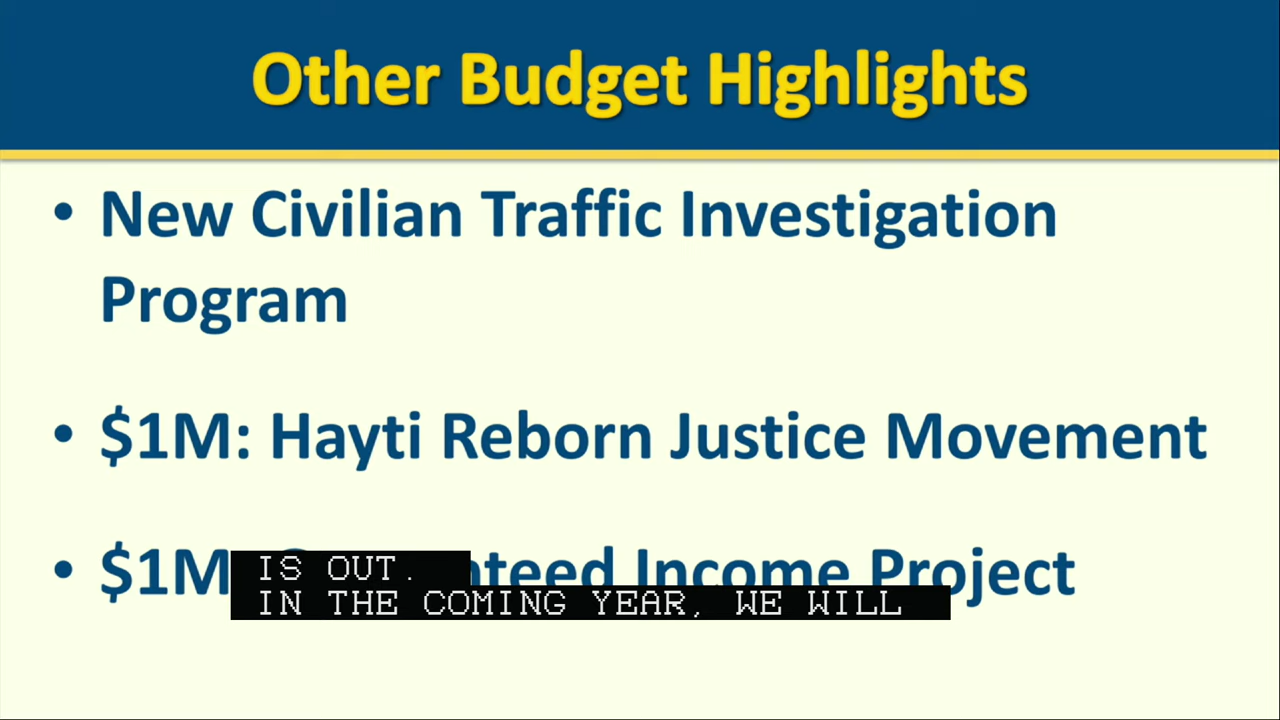 Other Budget Highlights
• New Civilian Traffic Investigation
Program
• $1M: Hayti Reborn Justice Movement
• $1M Income Project
IS OUT.
IN THE COMING YEAR, WE WILL